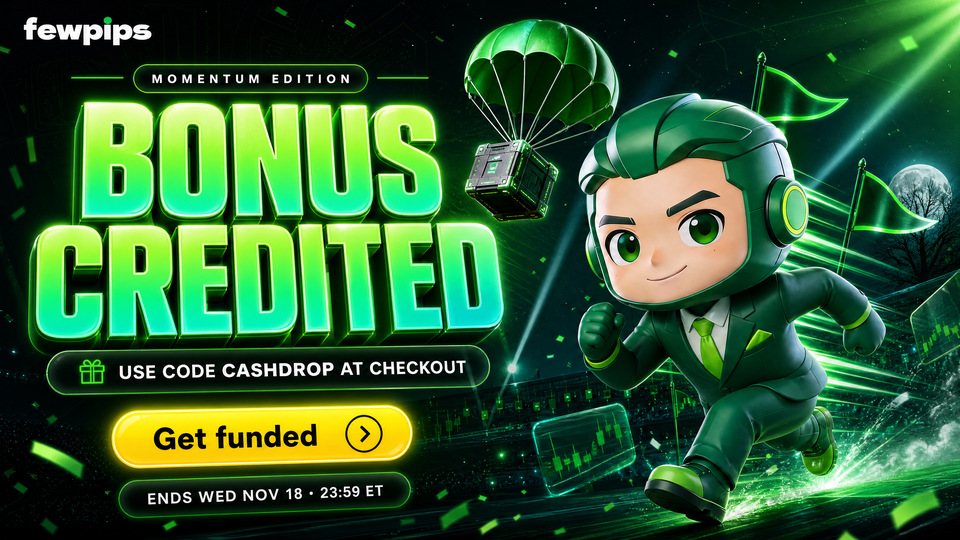 fewpips
MOMENTUM EDITION
BONUS
CREDITED
USE CODE CASHDROP AT CHECKOUT
Get funded
ENDS WED NOV 18 • 23:59 ET